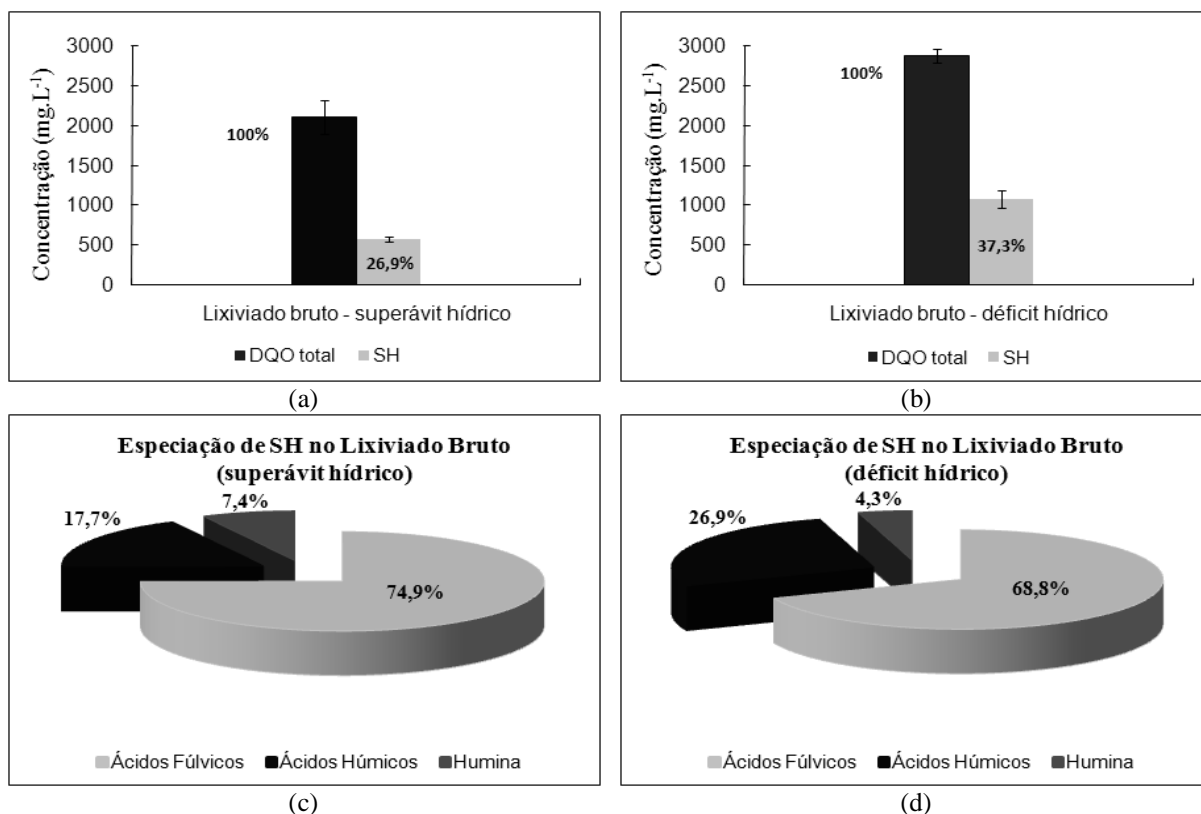 Concentração (mg.L⁻¹)
3000
2500
2000
1500
1000
500
0
100%
26,9%
Lixiviado bruto - superávit hídrico
DQO total SH
(a)
Concentração (mg.L⁻¹)
3000
2500
2000
1500
1000
500
0
100%
37,3%
Lixiviado bruto - déficit hídrico
DQO total SH
(b)
Especiação de SH no Lixiviado Bruto
(superávit hídrico)
7,4%
17,7%
74,9%
Ácidos Fúlvicos Ácidos Húmicos Humina
(c)
Especiação de SH no Lixiviado Bruto
(déficit hídrico)
4,3%
26,9%
68,8%
Ácidos Fúlvicos Ácidos Húmicos Humina
(d)